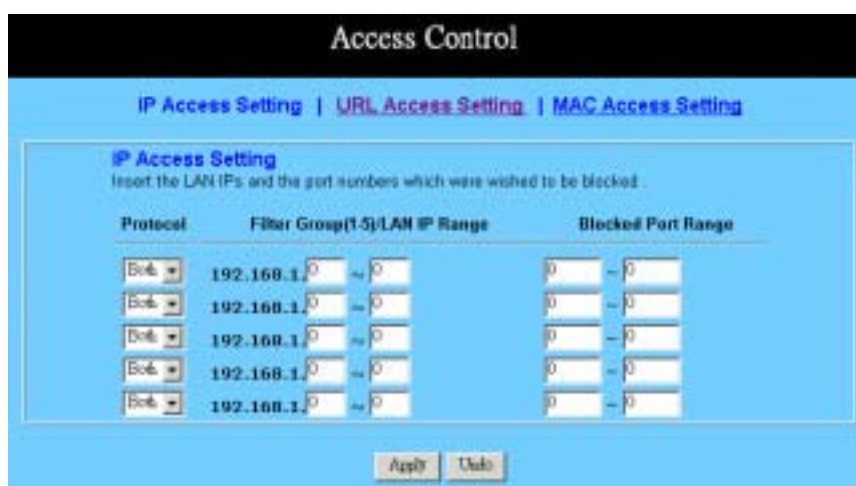 Access Control
IP Access Setting | URL Access Setting | MAC Access Setting
IP Access Setting
Insert the LAN IPs and the port numbers which were wished to be blocked .
Protocol Filter Group(1-5)/LAN IP Range Blocked Port Range
Both 192.168.1. 0 ~ 0 0 ~ 0
Both 192.168.1. 0 ~ 0 0 ~ 0
Both 192.168.1. 0 ~ 0 0 ~ 0
Both 192.168.1. 0 ~ 0 0 ~ 0
Both 192.168.1. 0 ~ 0 0 ~ 0
Apply Undo